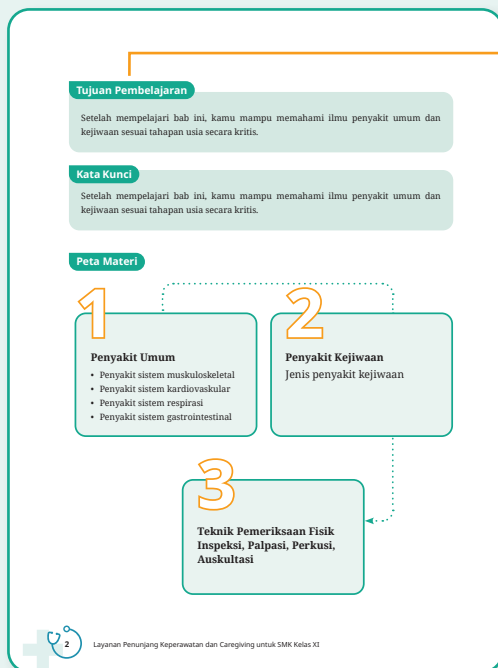 Tujuan Pembelajaran
Setelah mempelajari bab ini, kamu mampu memahami ilmu penyakit umum dan
kejiwaan sesuai tahapan usia secara kritis.
Kata Kunci
Setelah mempelajari bab ini, kamu mampu memahami ilmu penyakit umum dan
kejiwaan sesuai tahapan usia secara kritis.
Peta Materi
1
Penyakit Umum
• Penyakit sistem muskuloskeletal
• Penyakit sistem kardiovaskular
• Penyakit sistem respirasi
• Penyakit sistem gastrointestinal
2
Penyakit Kejiwaan
Jenis penyakit kejiwaan
3
Teknik Pemeriksaan Fisik
Inspeksi, Palpasi, Perkusi,
Auskultasi
2
Layanan Penunjang Keperawatan dan Caregiving untuk SMK Kelas XI